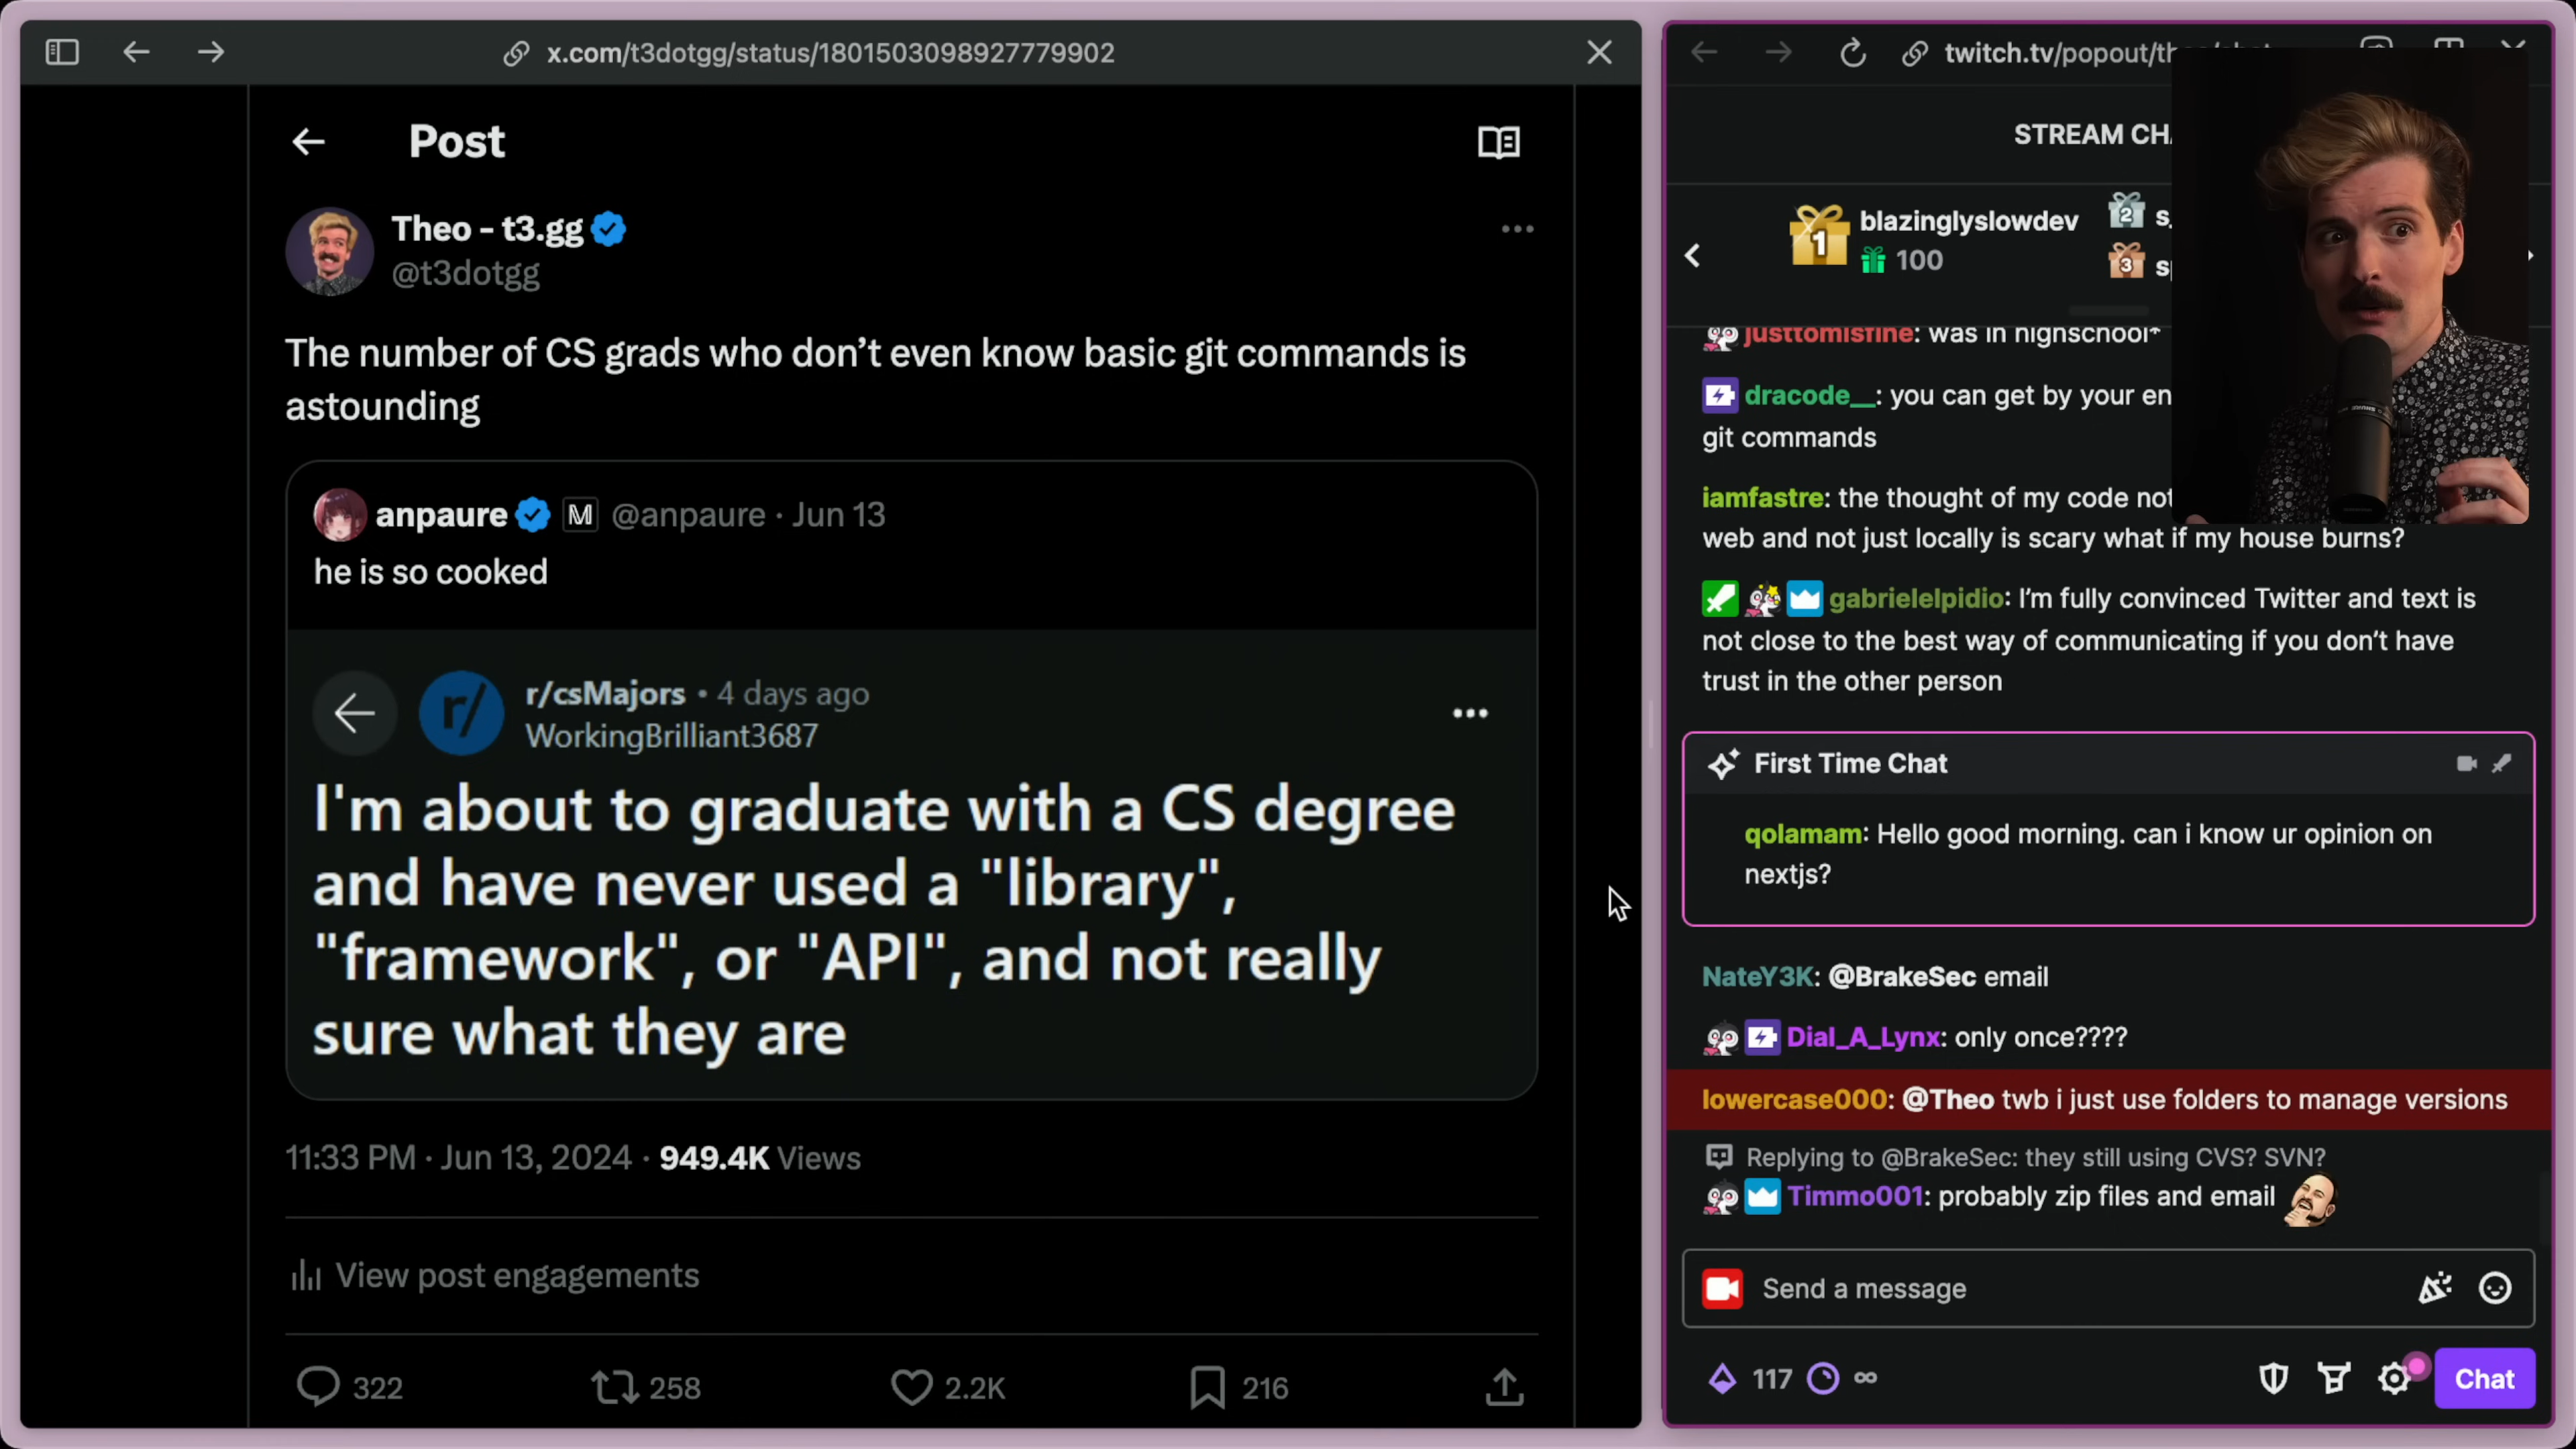 x.com/t3dotgg/status/1801503098927779902
Post
Theo - t3.gg
@t3dotgg
The number of CS grads who don’t even know basic git commands is
astounding
anpaure @anpaure · Jun 13
he is so cooked
r/
r/csMajors • 4 days ago
WorkingBrilliant3687
I'm about to graduate with a CS degree
and have never used a "library",
"framework", or "API", and not really
sure what they are
11:33 PM · Jun 13, 2024 · 949.4K Views
View post engagements
322
258
2.2K
216
twitch.tv/popout/
STREAM
1
blazinglyslowdev
100
2
3
justtomisfine: was in highschool*
dracode__: you can get by your
git commands
iamfastre: the thought of my code not
web and not just locally is scary what if my house burns?
gabrielelpidio: I’m fully convinced Twitter and text is
not close to the best way of communicating if you don’t have
trust in the other person
First Time Chat
qolamam: Hello good morning. can i know ur opinion on
nextjs?
NateY3K: @BrakeSec email
Dial_A_Lynx: only once????
lowercase000: @Theo twb i just use folders to manage versions
Replying to @BrakeSec: they still using CVS? SVN?
Timmo001: probably zip files and email
Send a message
117
∞
Chat